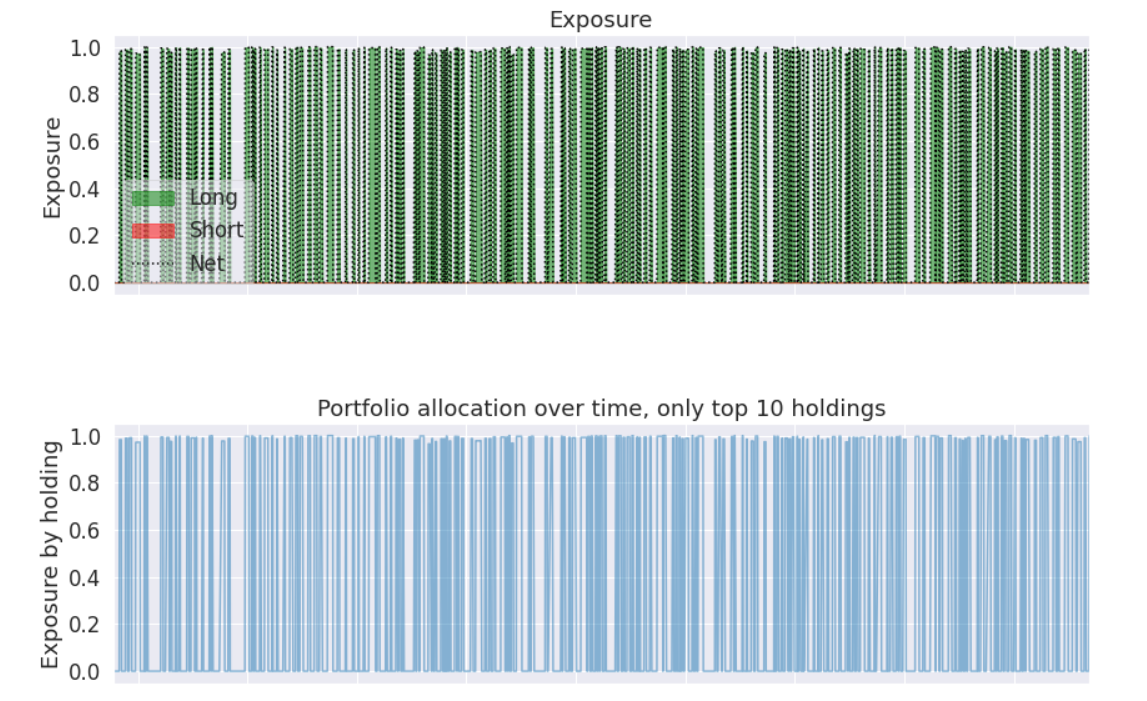 Exposure
1.0
0.8
0.6
0.4
0.2
0.0
Exposure
Long
Short
Net
Portfolio allocation over time, only top 10 holdings
1.0
0.8
0.6
0.4
0.2
0.0
Exposure by holding